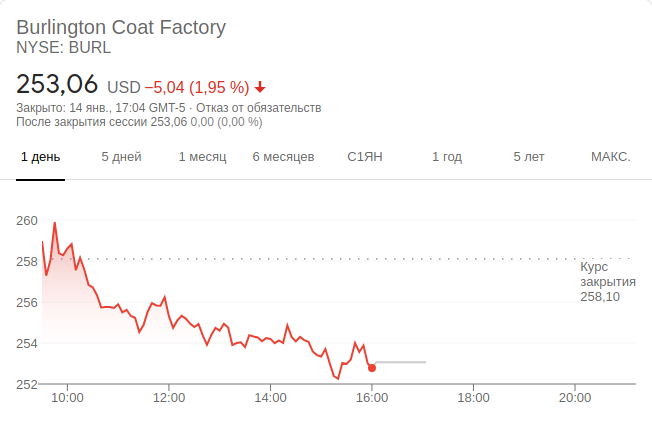 Burlington Coat Factory
NYSE: BURL
253,06 USD −5,04 (1,95 %)
Закрыто: 14 янв., 17:04 GMT-5 · Отказ от обязательств
После закрытия сессии 253,06 0,00 (0,00 %)
1 день 5 дней 1 месяц 6 месяцев С1ЯН 1 год 5 лет МАКС.
260
258
Курс
закрытия
258,10
256
254
252
10:00 12:00 14:00 16:00 18:00 20:00